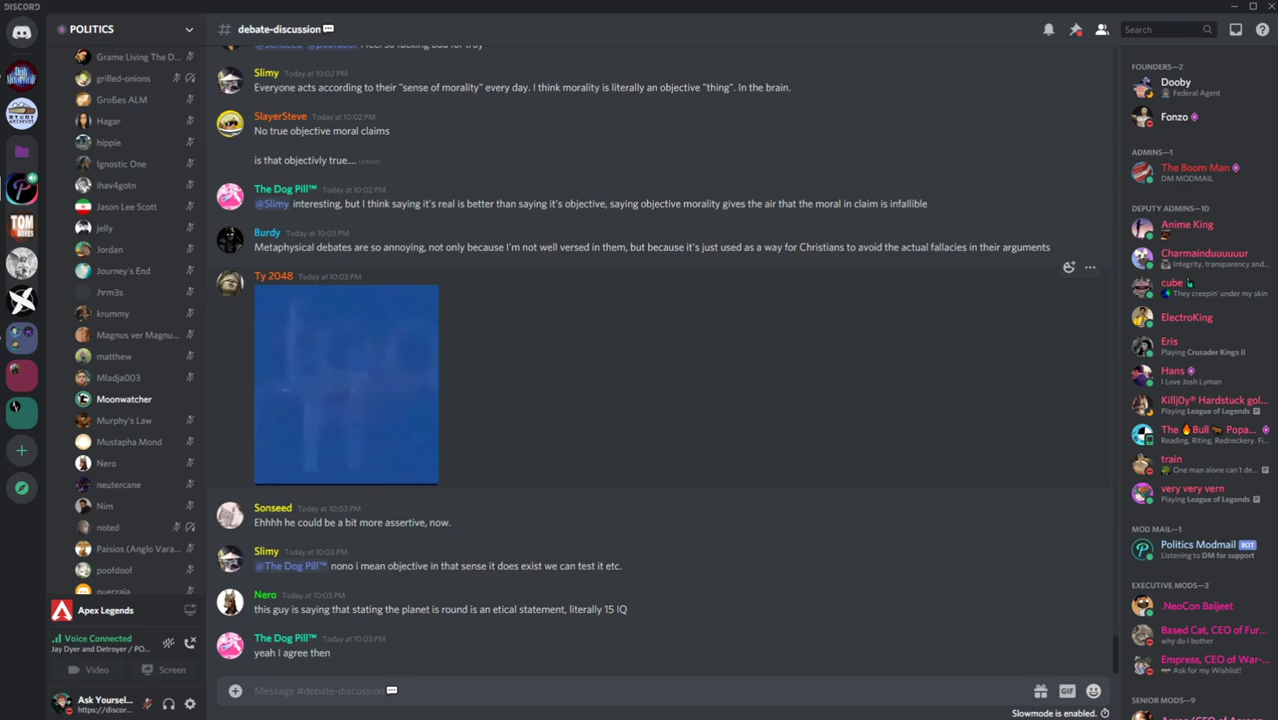 DISCORD
POLITICS
# debate-discussion
Search
Grame Living The D...
grilled-onions
Großes ALM
Hagar
hippie
Ignostic One
ihav4gotn
Jason Lee Scott
jelly
Jordan
Journey's End
J∀m3s
krummy
Magnus ver Magnu...
matthew
Mladja003
Moonwatcher
Murphy's Law
Mustapha Mond
Nero
neutercane
Nim
noted
Paisios (Anglo Vara...
poofdoof
Apex Legends
Voice Connected
Jay Dyer and Detroyer / PO...
Video
Screen
Ask Yoursel...
https://discor...
Slimy Today at 10:02 PM
Everyone acts according to their "sense of morality" every day. I think morality is literally an objective "thing". In the brain.
SlayerSteve Today at 10:02 PM
No true objective moral claims
is that objectivly true.... (edited)
The Dog Pill™ Today at 10:02 PM
@Slimy interesting, but I think saying it's real is better than saying it's objective, saying objective morality gives the air that the moral in claim is infallible
Burdy Today at 10:03 PM
Metaphysical debates are so annoying, not only because I'm not well versed in them, but because it's just used as a way for Christians to avoid the actual fallacies in their arguments
Ty 2048 Today at 10:03 PM
Sonseed Today at 10:03 PM
Ehhhh he could be a bit more assertive, now.
Slimy Today at 10:03 PM
@The Dog Pill™ nono i mean objective in that sense it does exist we can test it etc.
Nero Today at 10:03 PM
this guy is saying that stating the planet is round is an etical statement, literally 15 IQ
The Dog Pill™ Today at 10:03 PM
yeah I agree then
Message #debate-discussion
GIF
Slowmode is enabled.
FOUNDERS—2
Dooby
Federal Agent
Fonzo
ADMINS—1
The Boom Man
DM MODMAIL
DEPUTY ADMINS—10
Anime King
Charmainduuuuuur
Integrity, transparency and...
cube
They creepin' under my skin
ElectroKing
Eris
Playing Crusader Kings II
Hans
I Love Josh Lyman
Killj0y® Hardstuck gol...
Playing League of Legends
The Bull Popa...
Reading, Riting, Redneckery. Fi...
train
One man alone can't de...
very very vern
Playing League of Legends
MOD MAIL—1
Politics Modmail BOT
Listening to DM for support
EXECUTIVE MODS—3
.NeoCon Baljeet
Based Cat, CEO of Fur...
why do I bother
Empress, CEO of War-...
Ask for my Wishlist!
SENIOR MODS—9